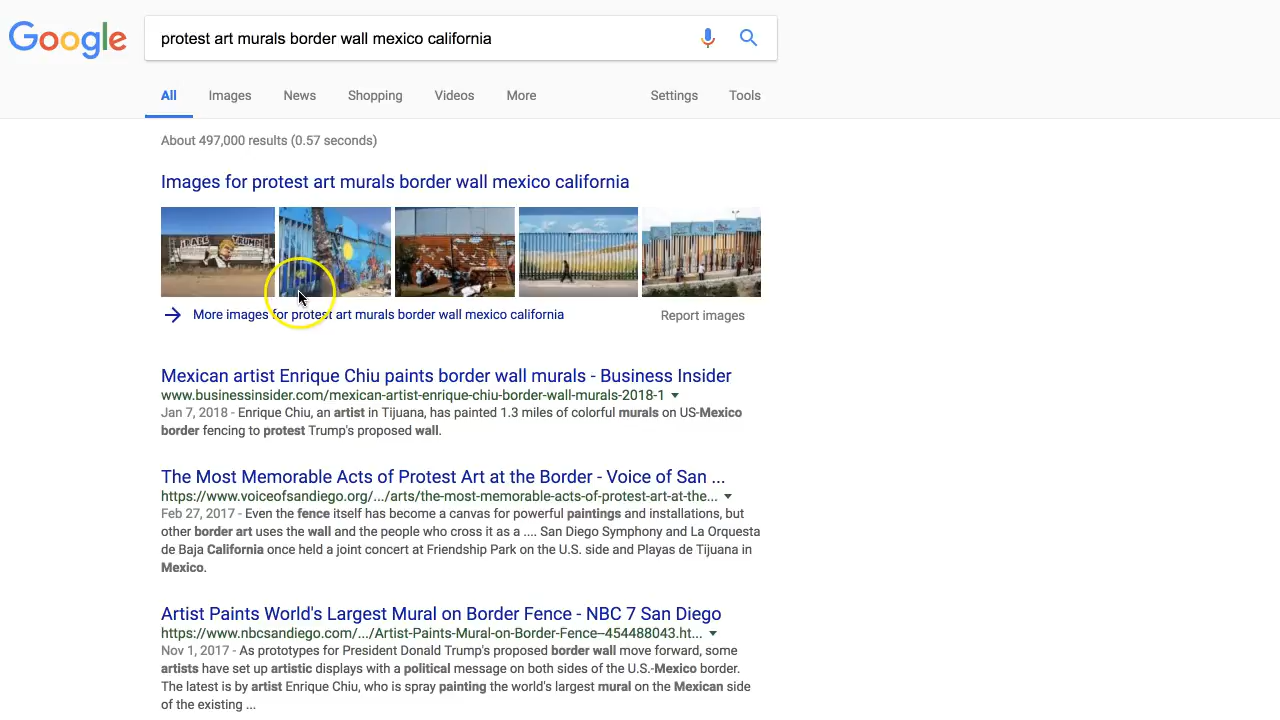 Google
protest art murals border wall mexico california
All Images News Shopping Videos More Settings Tools
About 497,000 results (0.57 seconds)
Images for protest art murals border wall mexico california
TRUMP!
More images for protest art murals border wall mexico california
Report images
Mexican artist Enrique Chiu paints border wall murals - Business Insider
www.businessinsider.com/mexican-artist-enrique-chiu-border-wall-murals-2018-1
Jan 7, 2018 - Enrique Chiu, an artist in Tijuana, has painted 1.3 miles of colorful murals on US-Mexico
border fencing to protest Trump's proposed wall.
The Most Memorable Acts of Protest Art at the Border - Voice of San ...
https://www.voiceofsandiego.org/.../arts/the-most-memorable-acts-of-protest-art-at-the...
Feb 27, 2017 - Even the fence itself has become a canvas for powerful paintings and installations, but
other border art uses the wall and the people who cross it as a .... San Diego Symphony and La Orquesta
de Baja California once held a joint concert at Friendship Park on the U.S. side and Playas de Tijuana in
Mexico.
Artist Paints World's Largest Mural on Border Fence - NBC 7 San Diego
https://www.nbcsandiego.com/.../Artist-Paints-Mural-on-Border-Fence--454488043.ht...
Nov 1, 2017 - As prototypes for President Donald Trump's proposed border wall move forward, some
artists have set up artistic displays with a political message on both sides of the U.S.-Mexico border.
The latest is by artist Enrique Chiu, who is spray painting the world's largest mural on the Mexican side
of the existing ...